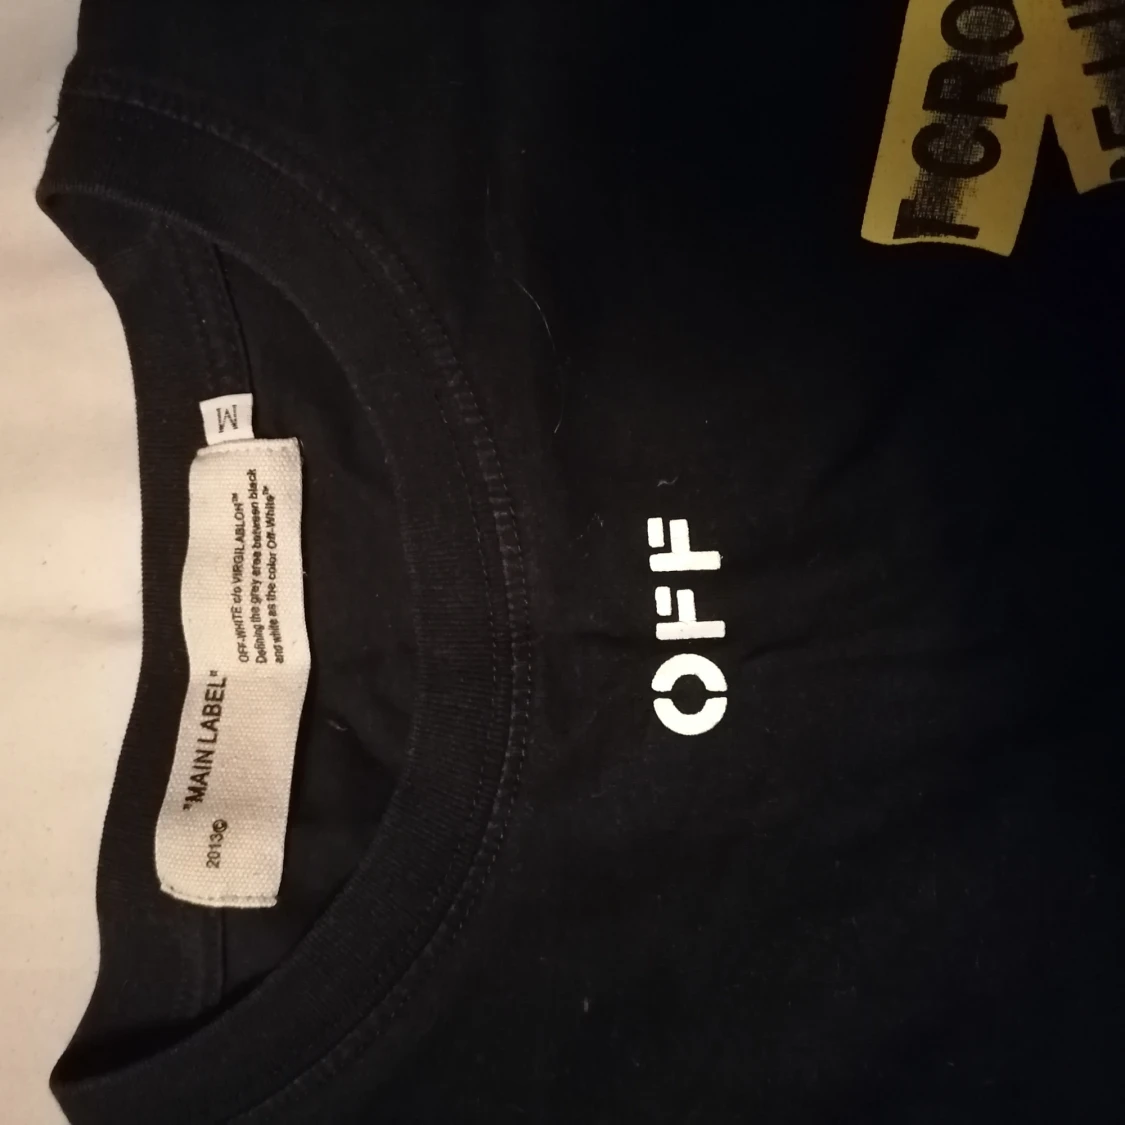 M
"MAIN LABEL"
2013©
OFF-WHITE c/o VIRGIL ABLOH™
Defining the grey area between black
and white as the color Off-White™
OFF
T CRO